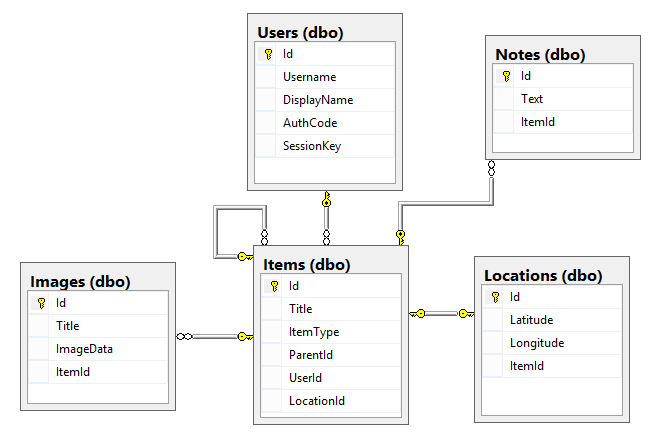 Users (dbo)
Id
Username
DisplayName
AuthCode
SessionKey
Notes (dbo)
Id
Text
ItemId
Images (dbo)
Id
Title
ImageData
ItemId
Items (dbo)
Id
Title
ItemType
ParentId
UserId
LocationId
Locations (dbo)
Id
Latitude
Longitude
ItemId